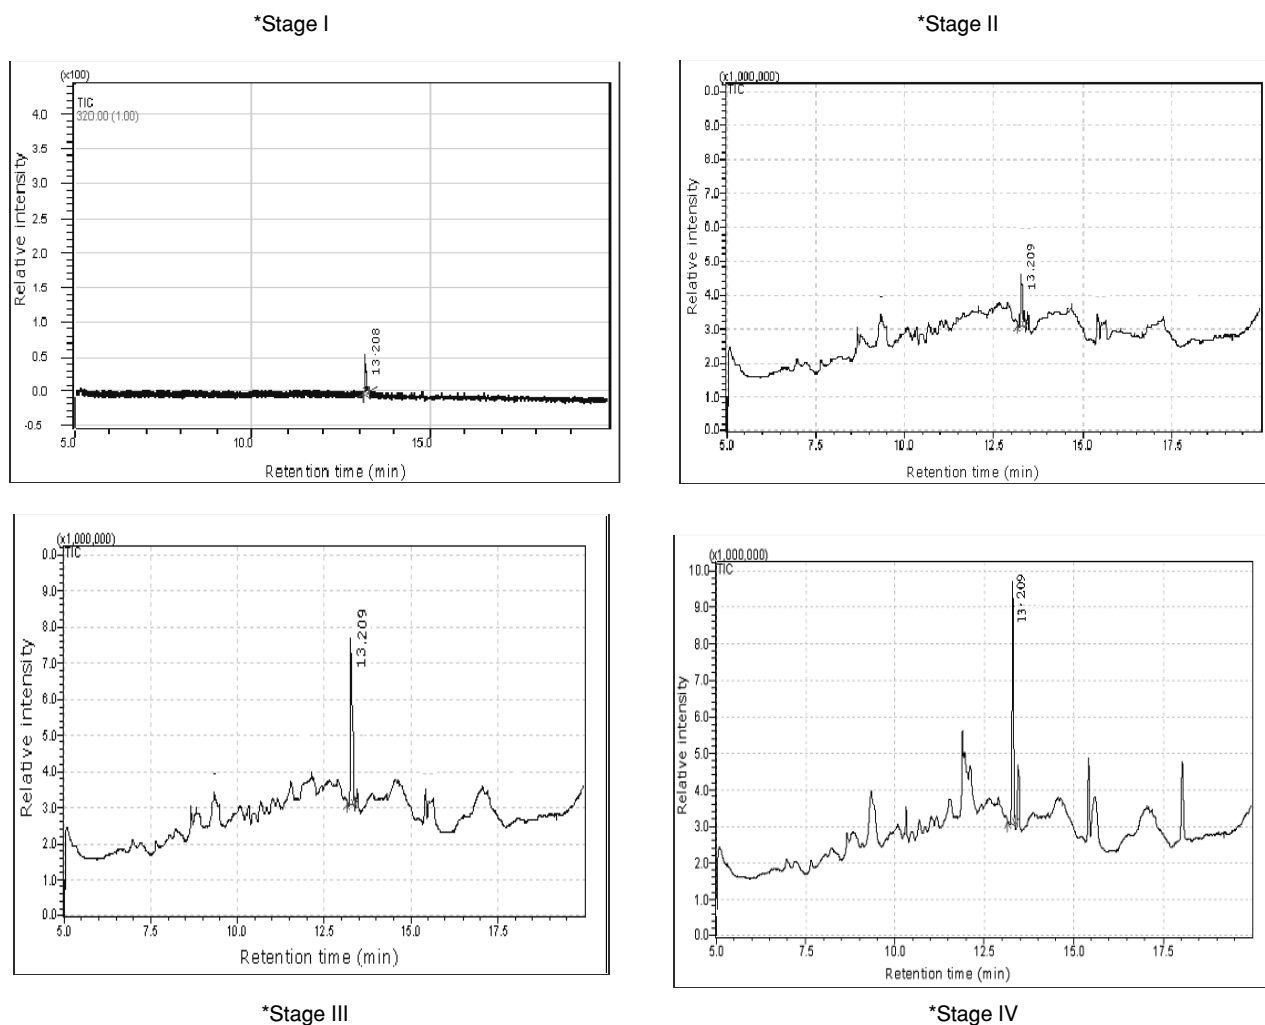 *Stage I
*Stage II
(x100)
TIC
320.00 (1.00)
4.0
3.5
3.0
2.5
2.0
1.5
1.0
0.5
0.0
-0.5
Relative intensity
13.208
5.0 10.0 15.0
Retention time (min)
(x1,000,000)
TIC
0.0
9.0
8.0
7.0
6.0
5.0
4.0
3.0
2.0
1.0
0.0
Relative intensity
13.209
5.0 7.5 10.0 12.5 15.0 17.5
Retention time (min)
(x1,000,000)
TIC
0.0
9.0
8.0
7.0
6.0
5.0
4.0
3.0
2.0
1.0
0.0
Relative intensity
13.209
5.0 7.5 10.0 12.5 15.0 17.5
Retention time (min)
(x1,000,000)
TIC
10.0
9.0
8.0
7.0
6.0
5.0
4.0
3.0
2.0
1.0
0.0
Relative intensity
13.209
5.0 7.5 10.0 12.5 15.0 17.5
Retention time (min)
*Stage III
*Stage IV